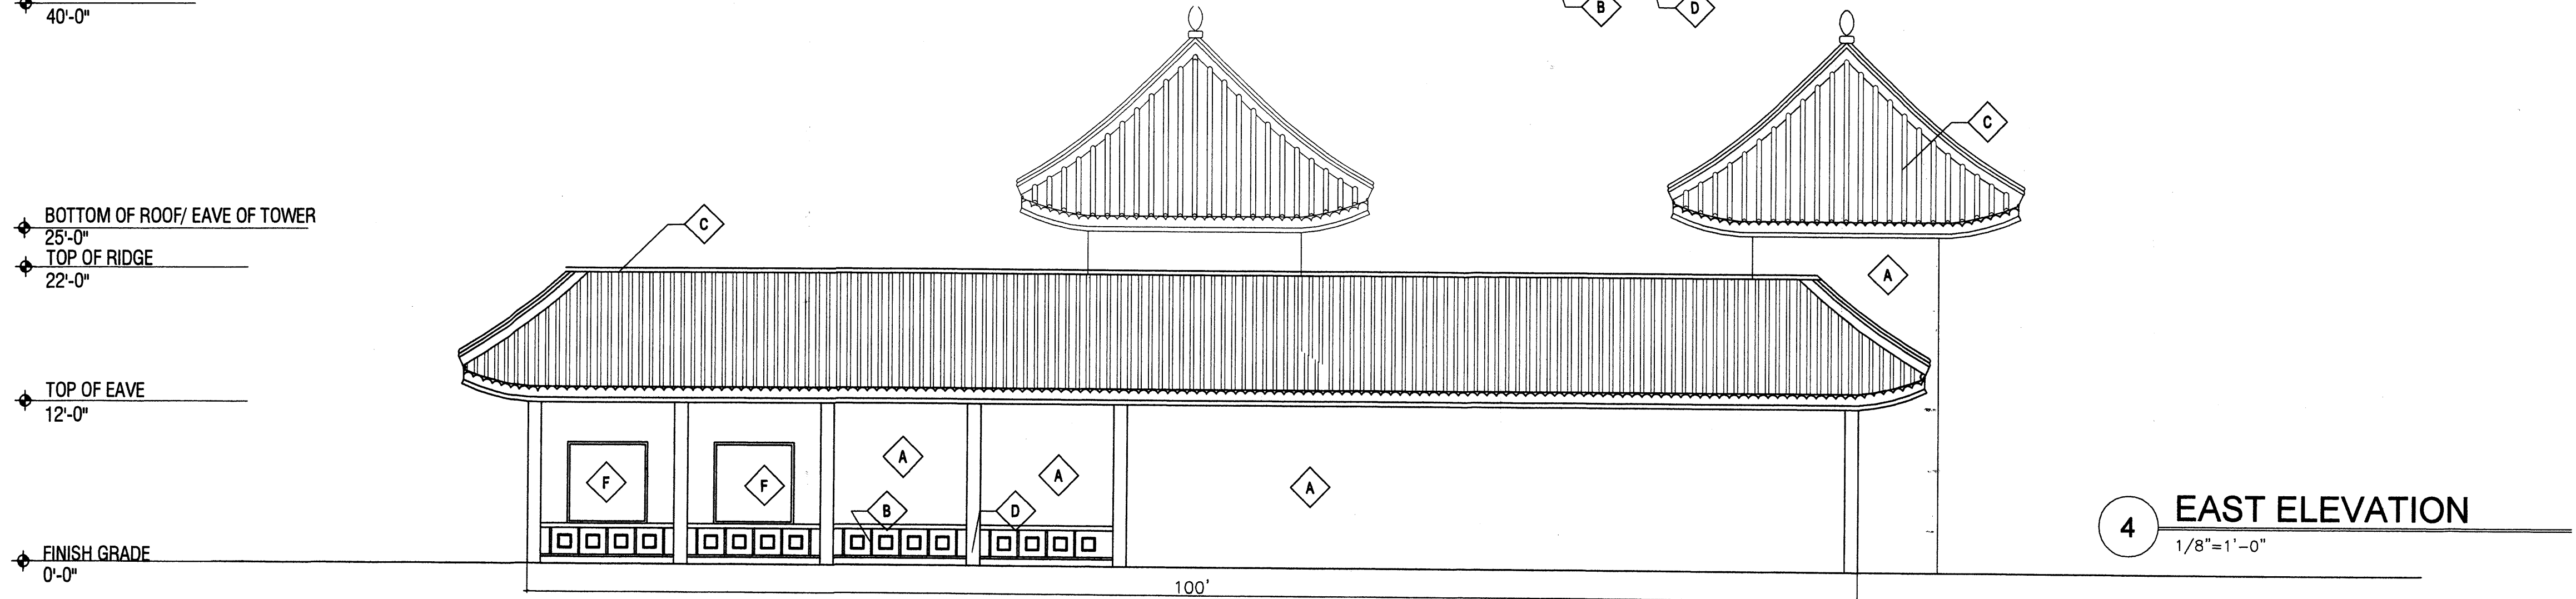 40'-0"
B
D
C
BOTTOM OF ROOF/ EAVE OF TOWER
25'-0"
C
TOP OF RIDGE
22'-0"
A
TOP OF EAVE
12'-0"
F
F
A
A
A
B
D
4
EAST ELEVATION
1/8"=1'-0"
FINISH GRADE
0'-0"
100'